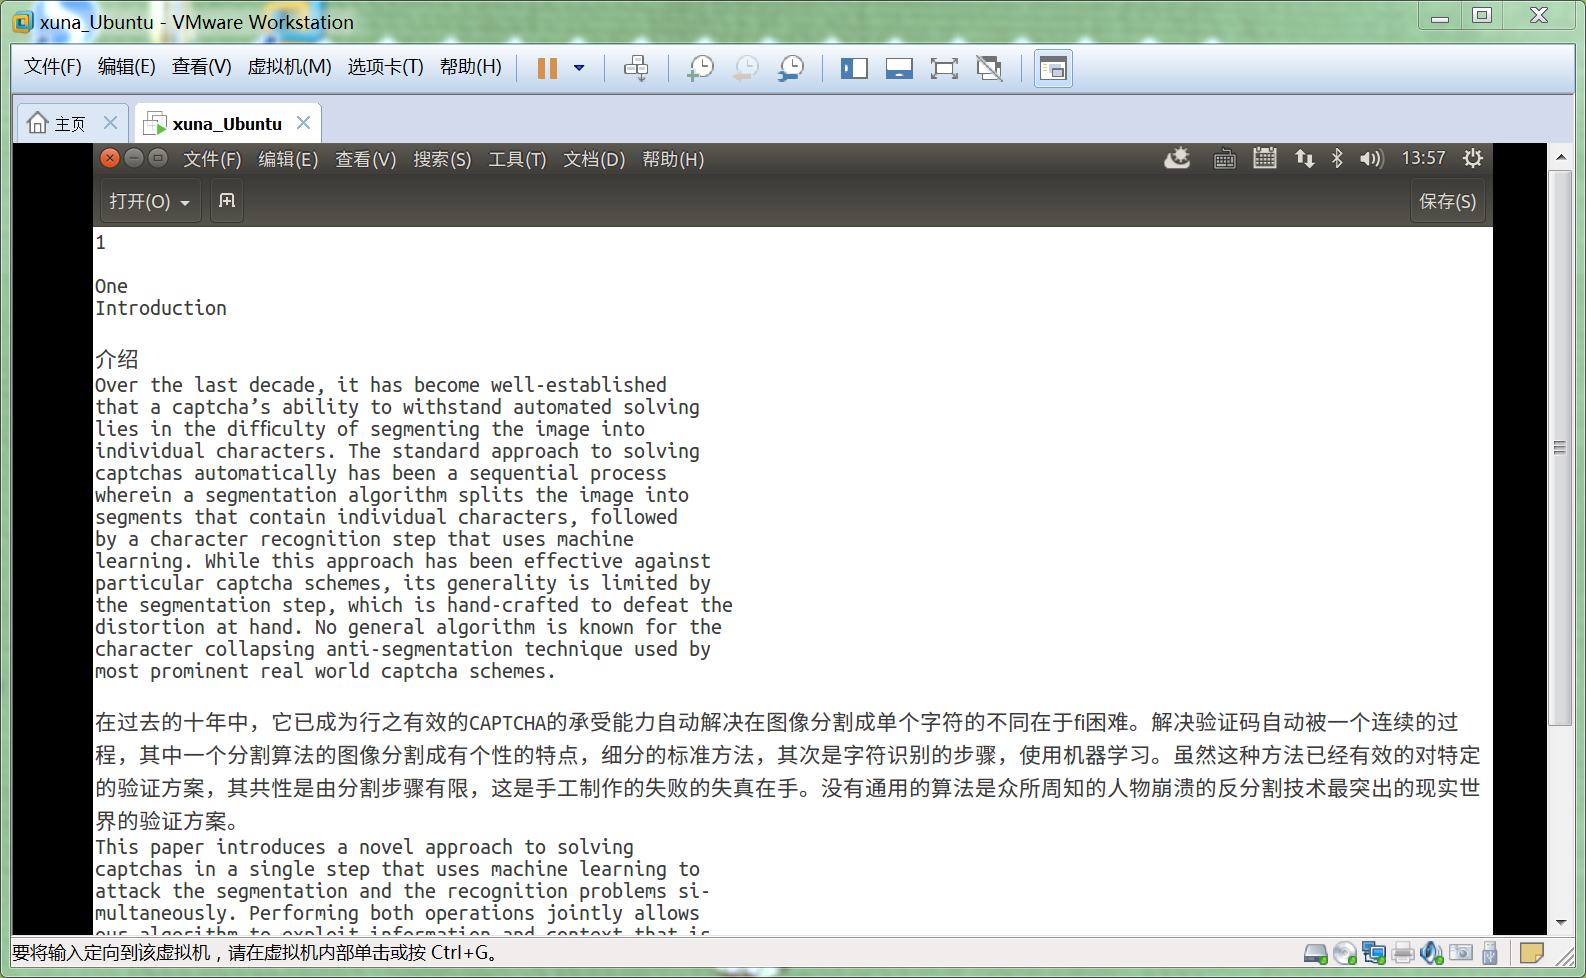 xuna_Ubuntu - VMware Workstation
文件(F) 编辑(E) 查看(V) 虚拟机(M) 选项卡(T) 帮助(H)
主页 xuna_Ubuntu
文件(F) 编辑(E) 查看(V) 搜索(S) 工具(T) 文档(D) 帮助(H) 13:57
打开(O) 保存(S)
1
One
Introduction
介绍
Over the last decade, it has become well-established
that a captcha’s ability to withstand automated solving
lies in the difficulty of segmenting the image into
individual characters. The standard approach to solving
captchas automatically has been a sequential process
wherein a segmentation algorithm splits the image into
segments that contain individual characters, followed
by a character recognition step that uses machine
learning. While this approach has been effective against
particular captcha schemes, its generality is limited by
the segmentation step, which is hand-crafted to defeat the
distortion at hand. No general algorithm is known for the
character collapsing anti-segmentation technique used by
most prominent real world captcha schemes.
在过去的十年中，它已成为行之有效的CAPTCHA的承受能力自动解决在图像分割成单个字符的不同在于fi困难。解决验证码自动被一个连续的过
程，其中一个分割算法的图像分割成有个性的特点，细分的标准方法，其次是字符识别的步骤，使用机器学习。虽然这种方法已经有效的对特定
的验证方案，其共性是由分割步骤有限，这是手工制作的失败的失真在手。没有通用的算法是众所周知的人物崩溃的反分割技术最突出的现实世
界的验证方案。
This paper introduces a novel approach to solving
captchas in a single step that uses machine learning to
attack the segmentation and the recognition problems si-
multaneously. Performing both operations jointly allows
our algorithm to exploit information and context that is
要将输入定向到该虚拟机，请在虚拟机内部单击或按 Ctrl+G。